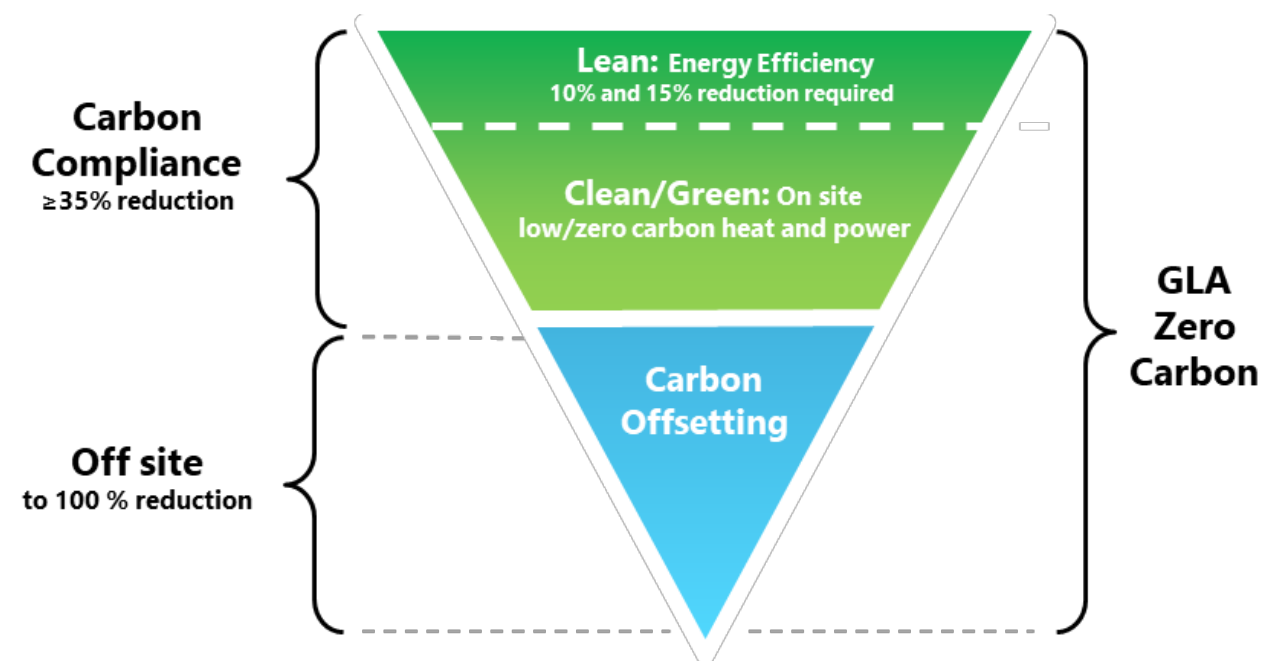 Lean: Energy Efficiency
10% and 15% reduction required
Carbon
Compliance
≥35% reduction
Clean/Green: On site
low/zero carbon heat and power
GLA
Zero
Carbon
Carbon
Offsetting
Off site
to 100 % reduction